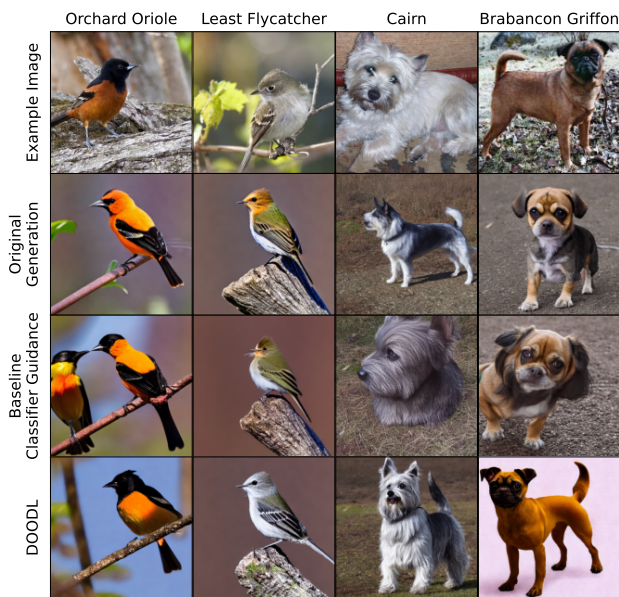 Orchard Oriole
Least Flycatcher
Cairn
Brabancon Griffon
Example Image
Original
Generation
Baseline
Classifier Guidance
DOODL